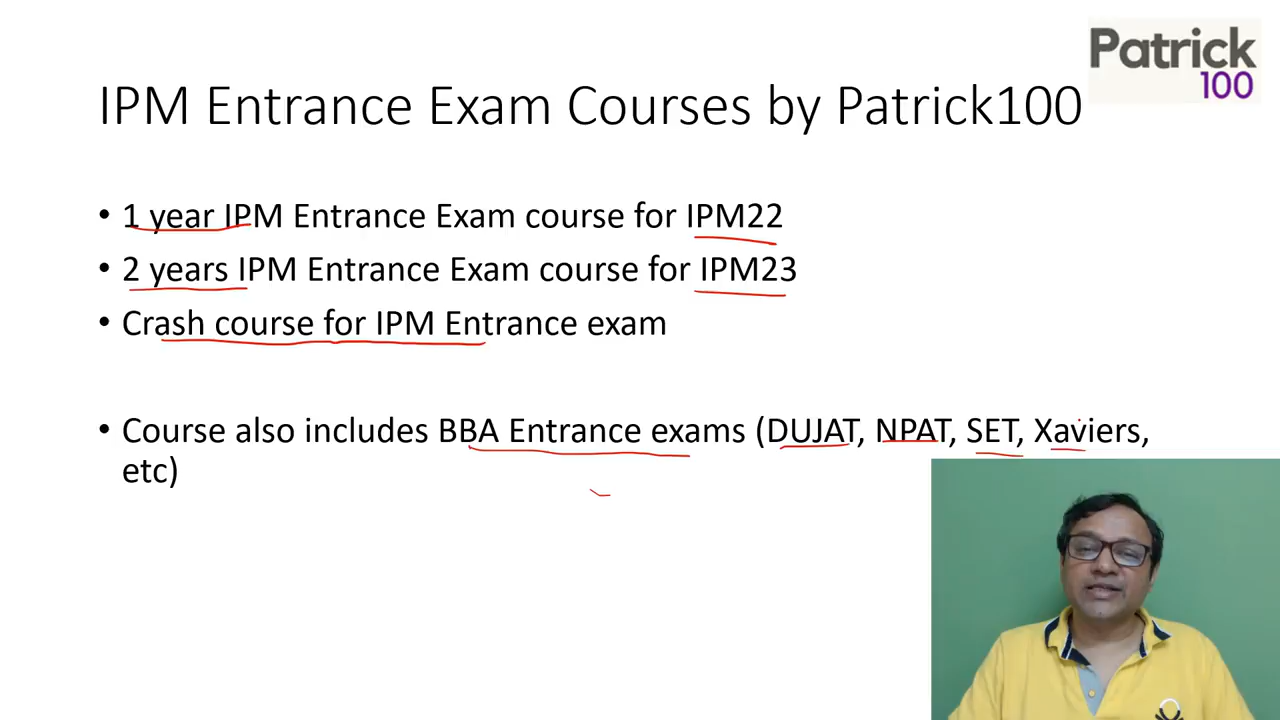 Patrick
100
IPM Entrance Exam Courses by Patrick100
• 1 year IPM Entrance Exam course for IPM22
• 2 years IPM Entrance Exam course for IPM23
• Crash course for IPM Entrance exam
• Course also includes BBA Entrance exams (DUJAT, NPAT, SET, Xaviers,
etc)